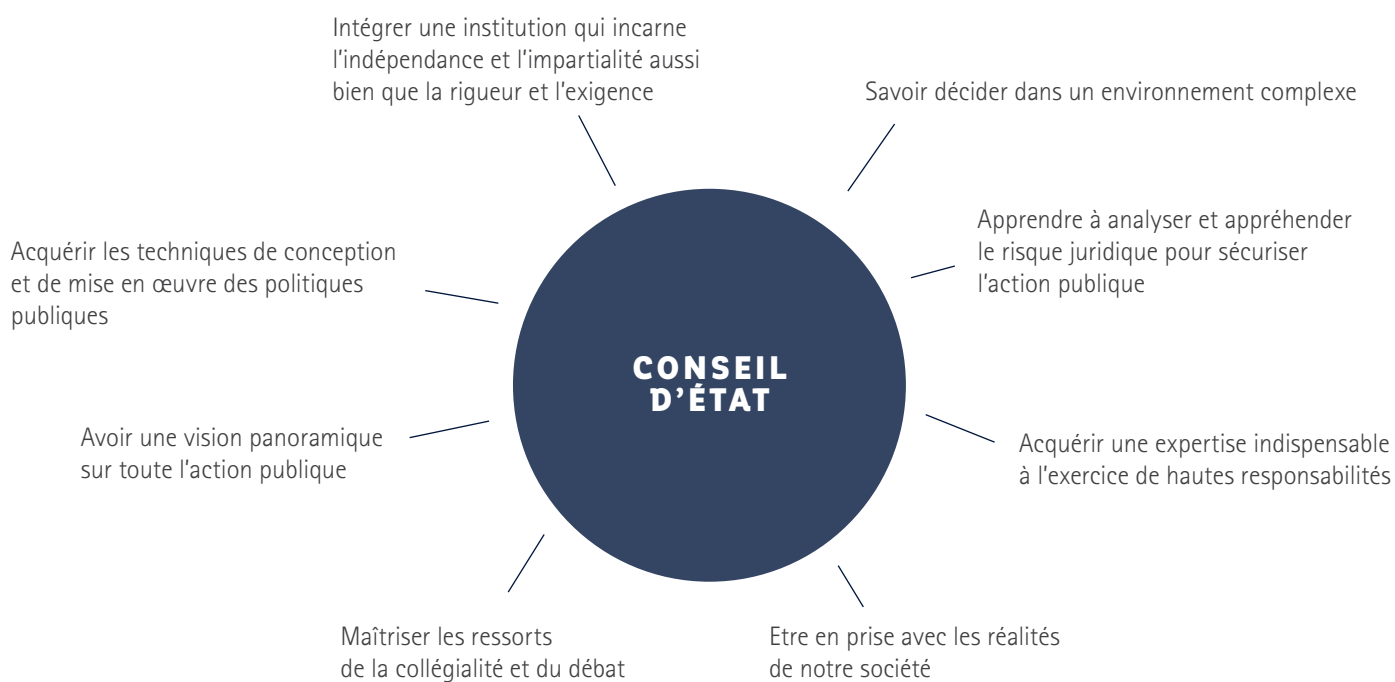 Intégrer une institution qui incarne
l'indépendance et l'impartialité aussi
bien que la rigueur et l'exigence
Savoir décider dans un environnement complexe
Apprendre à analyser et appréhender
le risque juridique pour sécuriser
l'action publique
Acquérir les techniques de conception
et de mise en œuvre des politiques
publiques
CONSEIL
D'ÉTAT
Avoir une vision panoramique
sur toute l'action publique
Acquérir une expertise indispensable
à l'exercice de hautes responsabilités
Maîtriser les ressorts
de la collégialité et du débat
Etre en prise avec les réalités
de notre société